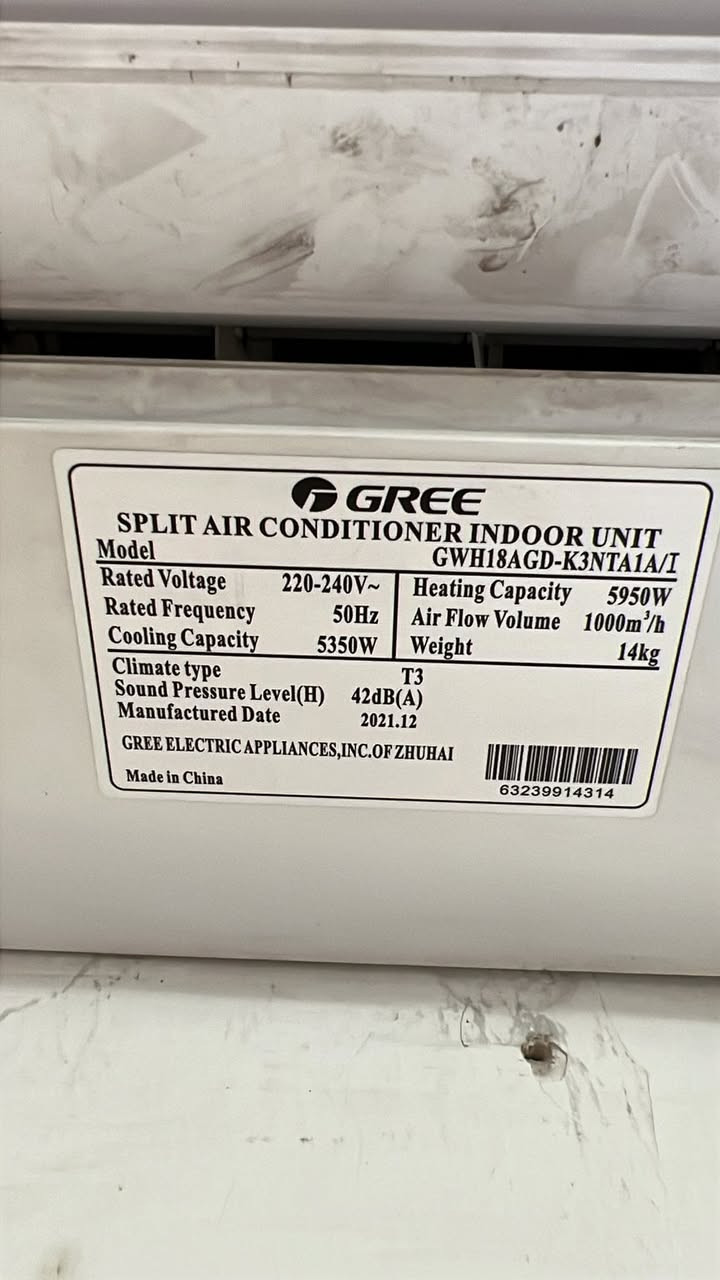 GREE
SPLIT AIR CONDITIONER INDOOR UNIT
Model GWH18AGD-K3NTA1A/I
Rated Voltage 220-240V~
Rated Frequency 50Hz
Cooling Capacity 5350W
Heating Capacity 5950W
Air Flow Volume 1000m³/h
Weight 14kg
Climate type T3
Sound Pressure Level(H) 42dB(A)
Manufactured Date 2021.12
GREE ELECTRIC APPLIANCES,INC.OF ZHUHAI
Made in China
63239914314